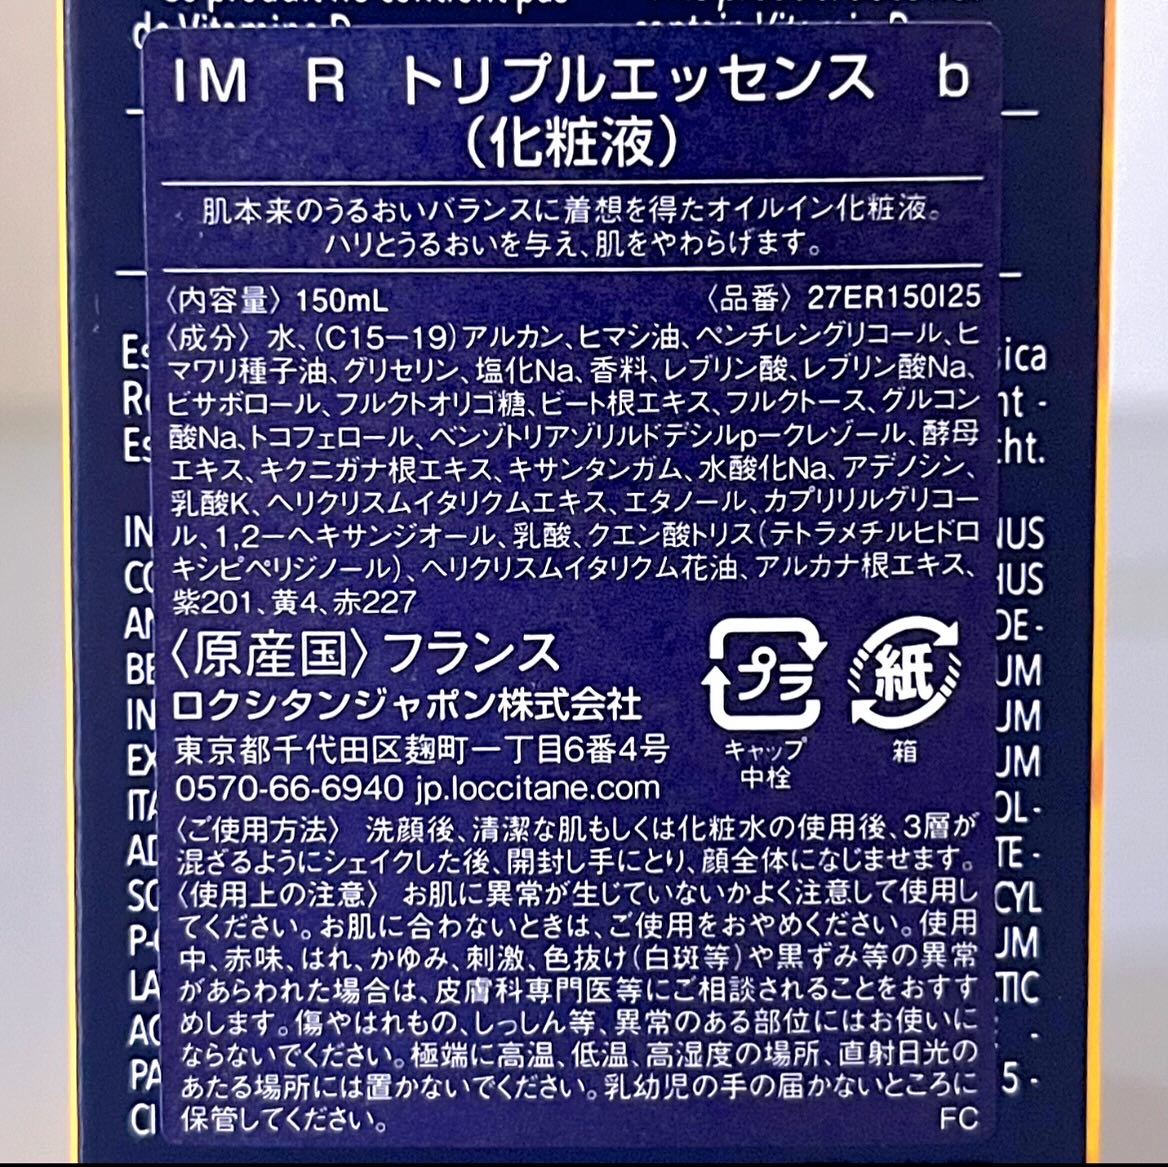 de Vitamine D
IM R トリプルエッセンス b
(化粧液)
肌本来のうるおいバランスに着想を得たオイルイン化粧液。
ハリとうるおいを与え、肌をやわらげます。
〈内容量〉 150mL 〈品番〉 27ER150I25
〈成分〉 水、(C15-19)アルカン、ヒマシ油、ペンチレングリコール、ヒ
マワリ種子油、グリセリン、塩化Na、香料、レブリン酸、レブリン酸Na、
ビサボロール、フルクトオリゴ糖、ビート根エキス、フルクトース、グルコン
酸Na、トコフェロール、ベンゾトリアゾリルドデシルp-クレゾール、酵母
エキス、キクニガナ根エキス、キサンタンガム、水酸化Na、アデノシン、
乳酸K、ヘリクリスムイタリクムエキス、エタノール、カプリリルグリコー
ル、1,2-ヘキサンジオール、乳酸、クエン酸トリス(テトラメチルヒドロ
キシピペリジノール)、ヘリクリスムイタリクム花油、アルカナ根エキス、
紫201、黄4、赤227
〈原産国〉フランス
ロクシタンジャポン株式会社
東京都千代田区麹町一丁目6番4号
0570-66-6940 jp.loccitane.com
プラ 紙
キャップ 箱
中栓
〈ご使用方法〉 洗顔後、清潔な肌もしくは化粧水の使用後、3層が
混ざるようにシェイクした後、開封し手にとり、顔全体になじませます。
〈使用上の注意〉 お肌に異常が生じていないかよく注意して使用し
てください。お肌に合わないときは、ご使用をおやめください。使用
中、赤味、はれ、かゆみ、刺激、色抜け(白斑等)や黒ずみ等の異常
があらわれた場合は、皮膚科専門医等にご相談されることをおすす
めします。傷やはれもの、しっしん等、異常のある部位にはお使いに
ならないでください。極端に高温、低温、高湿度の場所、直射日光の
あたる場所には置かないでください。乳幼児の手の届かないところに
保管してください。 FC